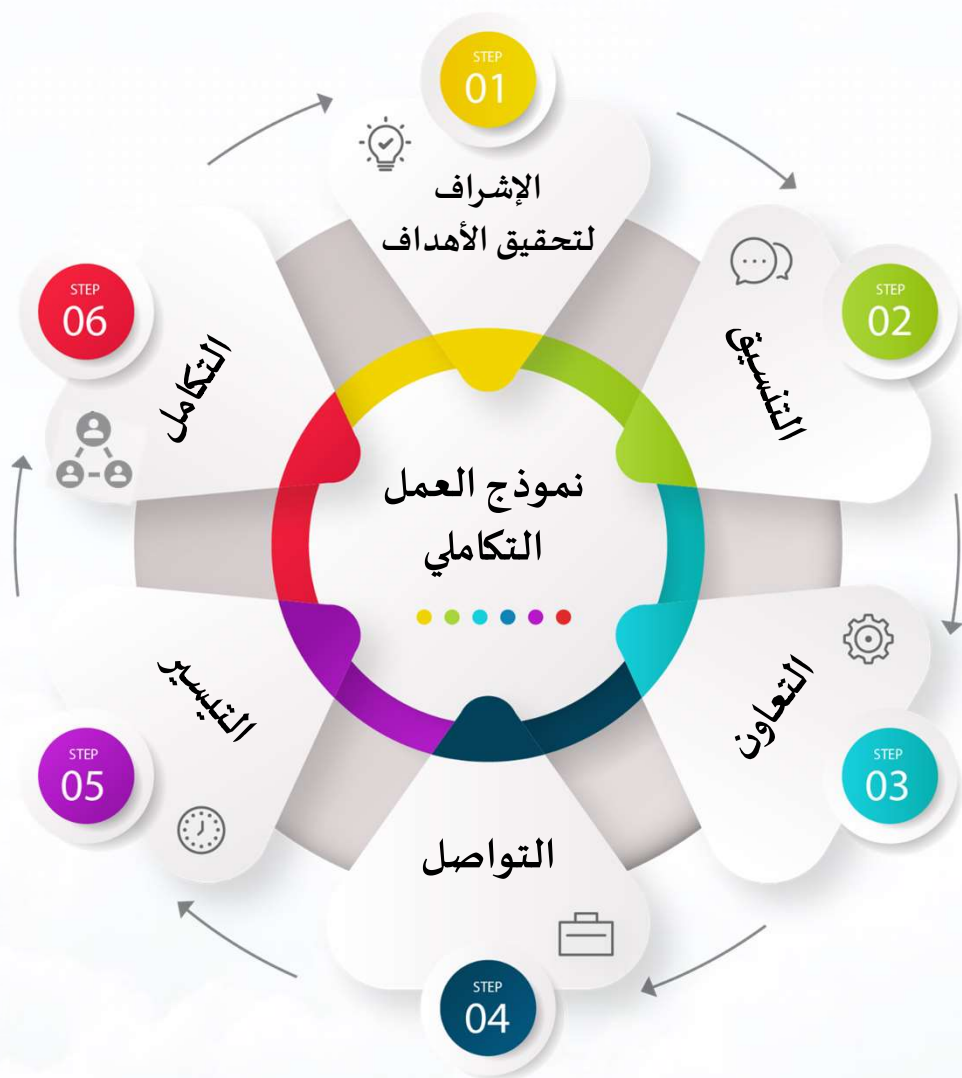 STEP
01
الإشراف
لتحقيق الأهداف
STEP
02
التنسيق
STEP
03
التعاون
STEP
04
التواصل
STEP
05
التيسير
STEP
06
التكامل
نموذج العمل
التكاملي